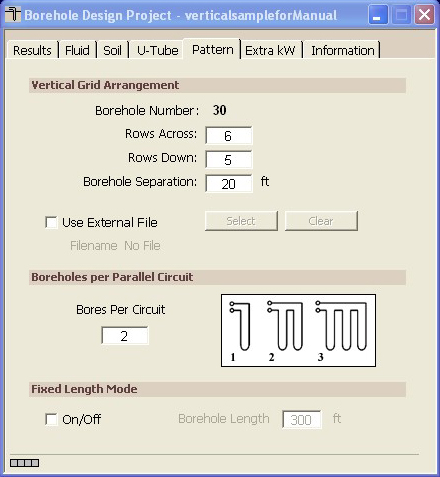 Borehole Design Project - verticalsampleforManual
Results Fluid Soil U-Tube Pattern Extra kW Information
Vertical Grid Arrangement
Borehole Number: 30
Rows Across: 6
Rows Down: 5
Borehole Separation: 20 ft
Use External File Select Clear
Filename No File
Boreholes per Parallel Circuit
Bores Per Circuit
2
1 2 3
Fixed Length Mode
On/Off Borehole Length 300 ft